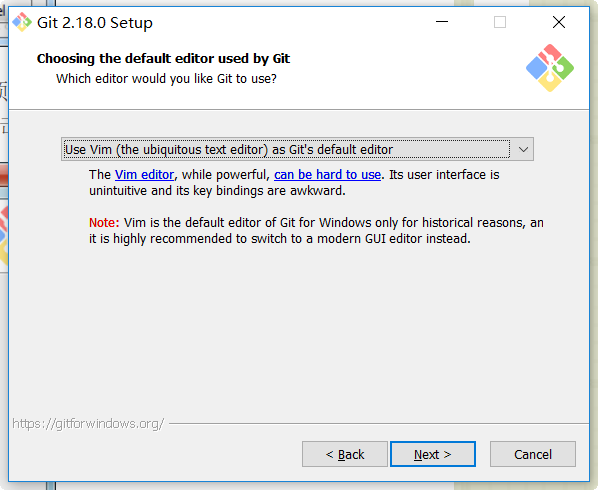 Git 2.18.0 Setup
Choosing the default editor used by Git
Which editor would you like Git to use?
Use Vim (the ubiquitous text editor) as Git's default editor
The Vim editor, while powerful, can be hard to use. Its user interface is
unintuitive and its key bindings are awkward.
Note: Vim is the default editor of Git for Windows only for historical reasons, an
it is highly recommended to switch to a modern GUI editor instead.
https://gitforwindows.org/
< Back
Next >
Cancel